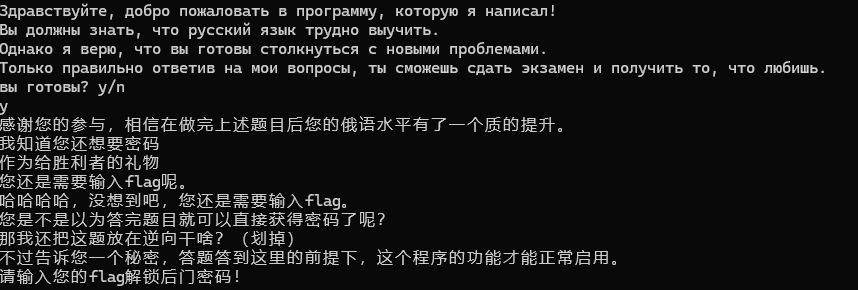 Здравствуйте, добро пожаловать в программу, которую я написал!
Вы должны знать, что русский язык трудно выучить.
Однако я верю, что вы готовы столкнуться с новыми проблемами.
Только правильно ответив на мои вопросы, ты сможешь сдать экзамен и получить то, что любишь.
вы готовы? y/n
y
感谢您的参与，相信在做完上述题目后您的俄语水平有了一个质的提升。
我知道您还想要密码
作为给胜利者的礼物
您还是需要输入flag呢。
哈哈哈哈，没想到吧，您还是需要输入flag。
您是不是以为答完题目就可以直接获得密码了呢？
那我还把这题放在逆向干啥？（划掉）
不过告诉您一个秘密，答题答到这里的前提下，这个程序的功能才能正常启用。
请输入您的flag解锁后门密码！